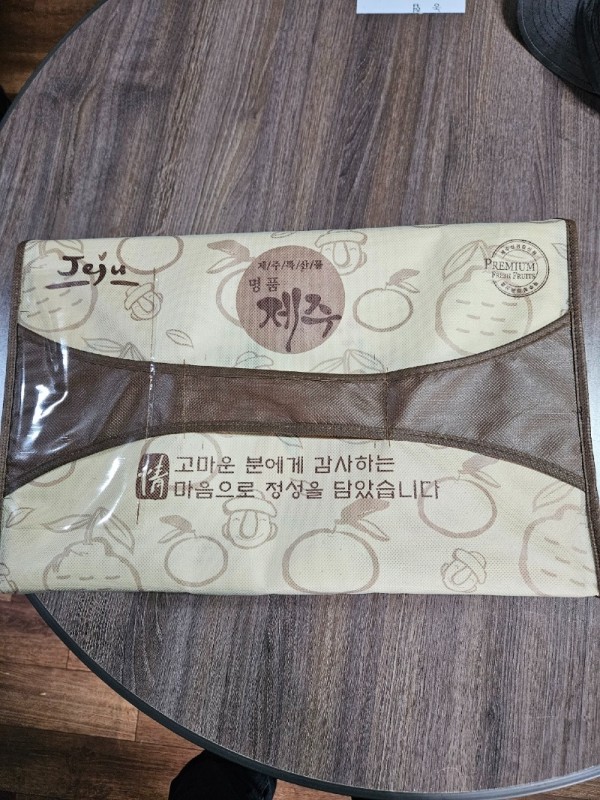 Jeju
제/주/특/산/물
명품
제주
PREMIUM
FRESH FRUITS
情
고마운 분에게 감사하는
마음으로 정성을 담았습니다